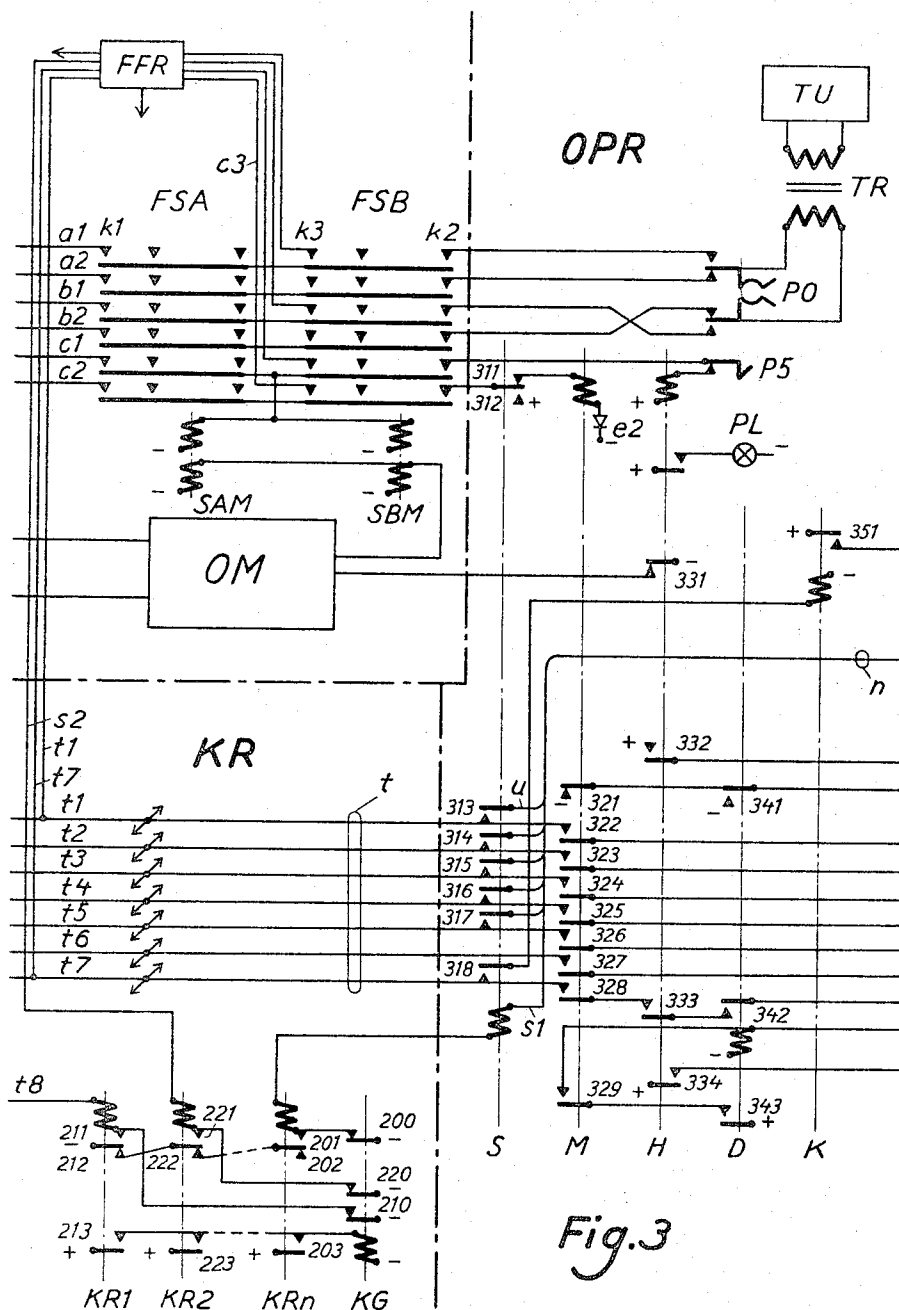 FFR
TU
OPR
c3
TR
FSA
FSB
a1 k1 k3 k2
a2
b1
PO
b2
c1
311
P5
c2
312 +
+
e2
-
PL
-
+
-
-
SAM
SBM
+ 351
OM
-
331
-
n
s2
KR
t1
+ 332
t7
t
u
t1
313
- 321
- 341
t2
314
322
t3
315
323
t4
316
324
t5
317
325
t6
326
t7
318
327
328
333
342
s1
-
t8
334
+
329
343
+
211
221
200
-
201
-
212
222
202
220
-
210
-
213
+
+
223
+
203
-
S M H D K
KR1 KR2 KRn KG
Fig.3